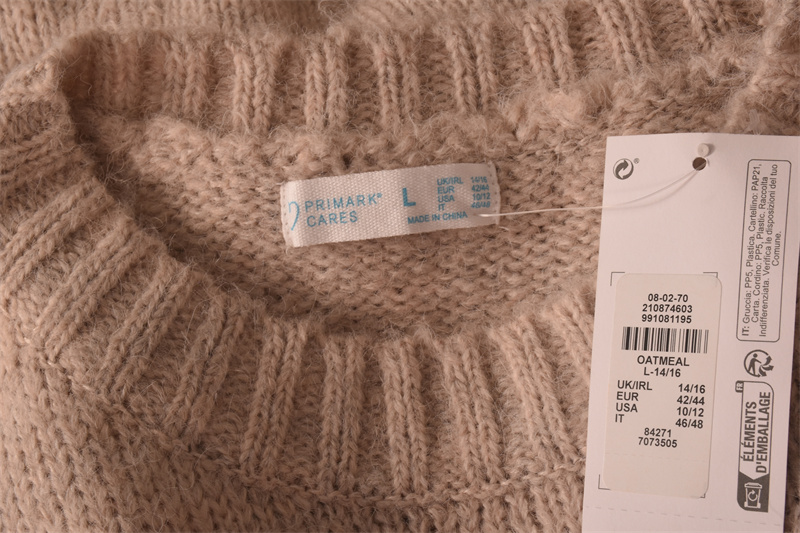 PRIMARK®
CARES
L
UK/IRL 14/16
EUR 42/44
USA 10/12
IT 46/48
MADE IN CHINA
08-02-70
210874603
991081195
OATMEAL
L-14/16
UK/IRL 14/16
EUR 42/44
USA 10/12
IT 46/48
84271
7073505
IT: Gruccia: PP5, Plastica. Cartellino: PAP21,
Carta. Cordino: PP5, Plastic. Raccolta
Indifferenziata. Verifica le disposizioni del tuo
Comune.
FR
ÉLÉMENTS
D'EMBALLAGE